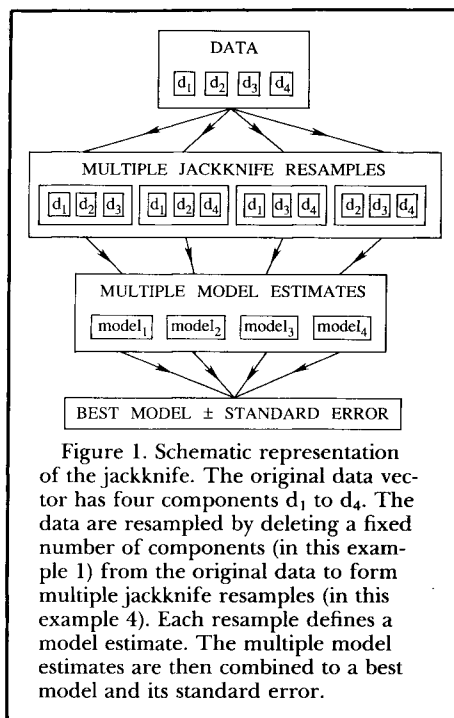 DATA
d₁ d₂ d₃ d₄
MULTIPLE JACKKNIFE RESAMPLES
d₁ d₂ d₃ d₁ d₂ d₄ d₁ d₃ d₄ d₂ d₃ d₄
MULTIPLE MODEL ESTIMATES
model₁ model₂ model₃ model₄
BEST MODEL ± STANDARD ERROR
Figure 1. Schematic representation
of the jackknife. The original data vec-
tor has four components d₁ to d₄. The
data are resampled by deleting a fixed
number of components (in this exam-
ple 1) from the original data to form
multiple jackknife resamples (in this
example 4). Each resample defines a
model estimate. The multiple model
estimates are then combined to a best
model and its standard error.